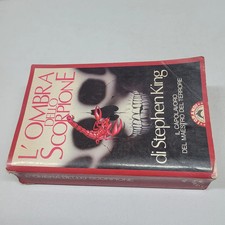 L'OMBRA
DELLO
SCORPIONE
di Stephen King
IL CAPOLAVORO
DEL MAESTRO DEL TERRORE